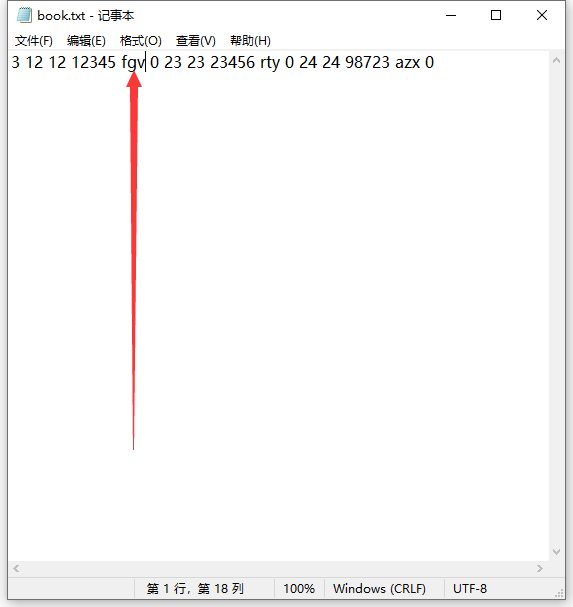 book.txt - 记事本
文件(F) 编辑(E) 格式(O) 查看(V) 帮助(H)
3 12 12 12345 fgv 0 23 23 23456 rty 0 24 24 98723 azx 0
第 1 行，第 18 列 100% Windows (CRLF) UTF-8